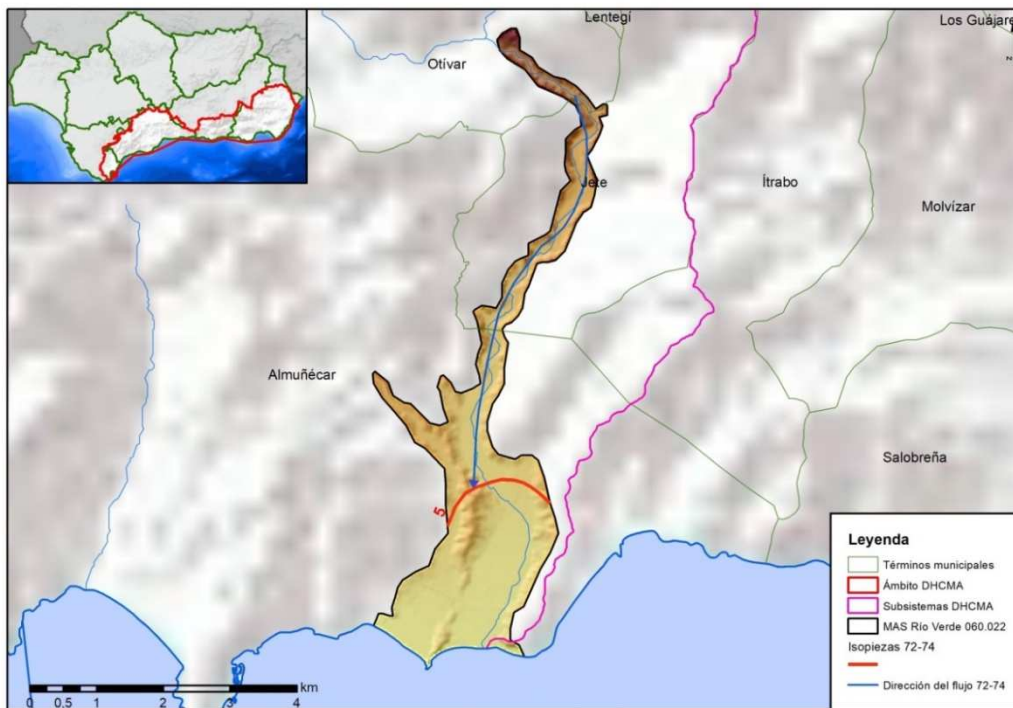 Lentegí
Los Guájare
Otívar
N
Jete
Ítrabo
Molvízar
Almuñécar
Salobreña
5
Leyenda
Términos municipales
Ámbito DHCMA
Subsistemas DHCMA
MAS Río Verde 060.022
Isopiezas 72-74
Dirección del flujo 72-74
km
0 0.5 1 2 3 4